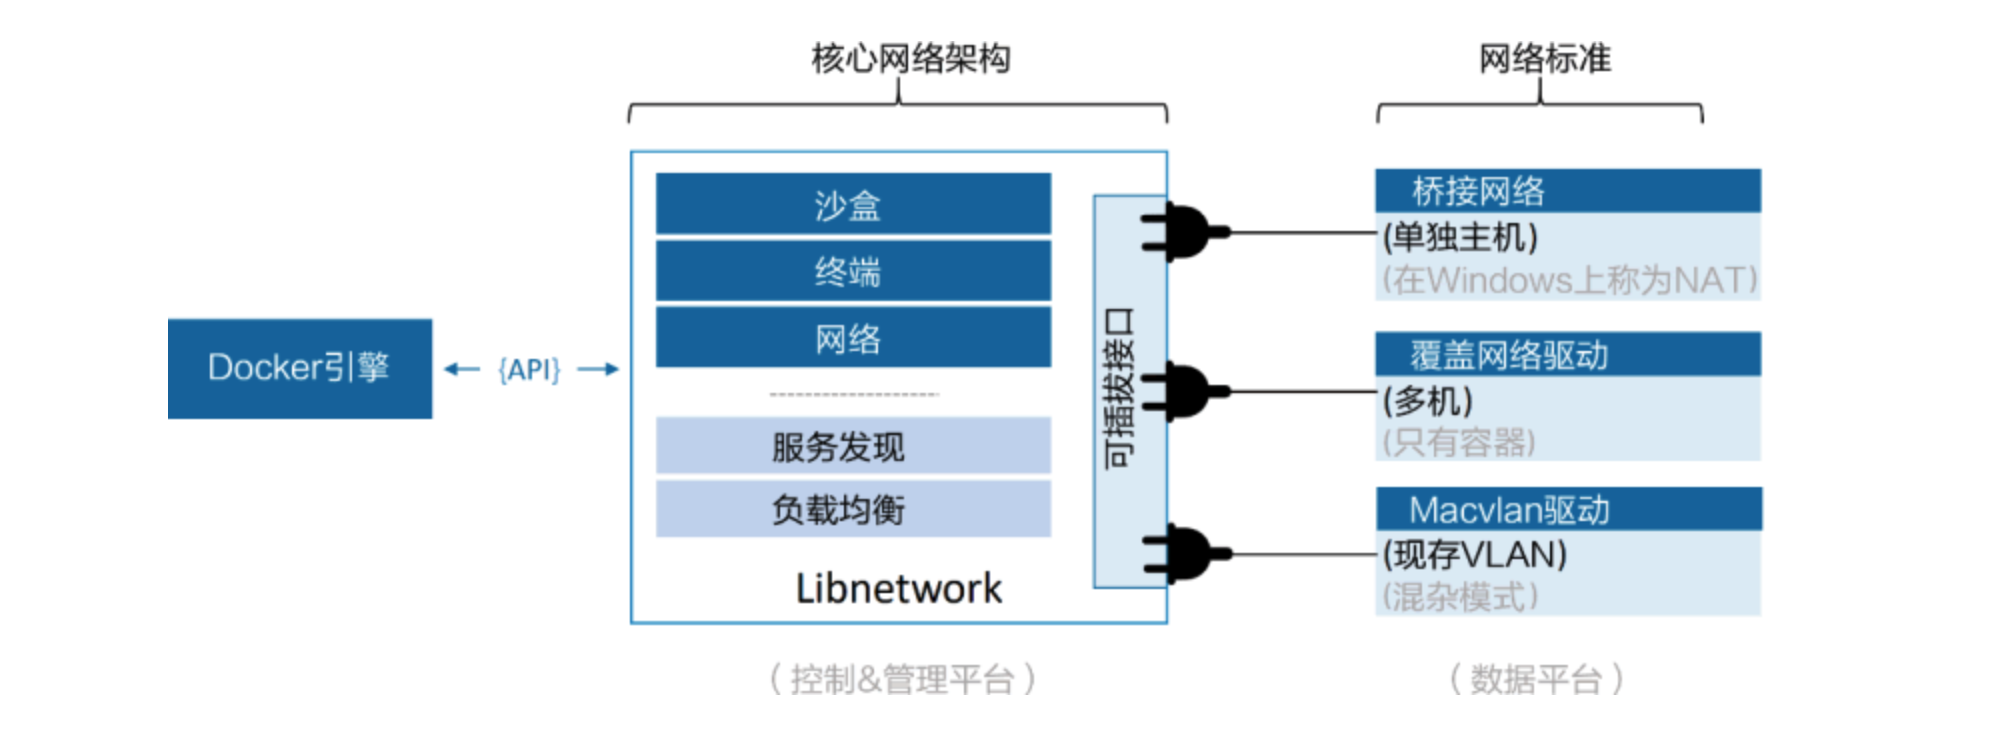 核心网络架构
网络标准
Docker引擎
{API}
沙盒
终端
网络
服务发现
负载均衡
Libnetwork
可插拔接口
桥接网络
(单独主机)
(在Windows上称为NAT)
覆盖网络驱动
(多机)
(只有容器)
Macvlan驱动
(现存VLAN)
(混杂模式)
（控制&管理平台）
（数据平台）